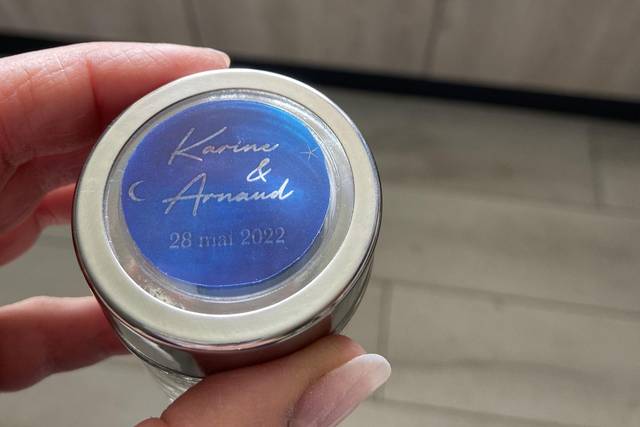 Karine
&
Arnaud
28 mai 2022